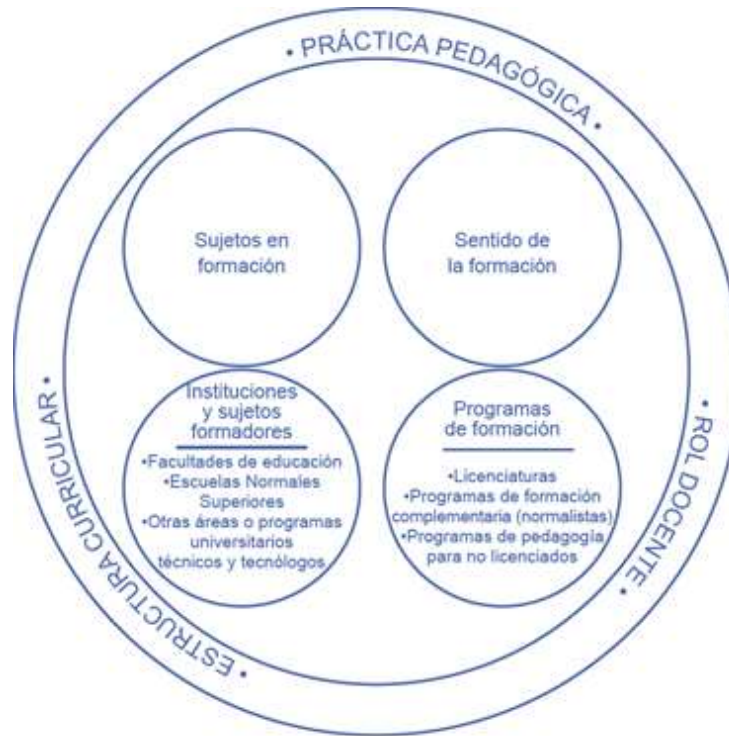 • PRÁCTICA PEDAGÓGICA •
Sujetos en
formación
Sentido de
la formación
Instituciones
y sujetos
formadores
•Facultades de educación
•Escuelas Normales
Superiores
•Otras áreas o programas
universitarios
técnicos y tecnólogos
Programas
de formación
•Licenciaturas
•Programas de formación
complementaria (normalistas)
•Programas de pedagogía
para no licenciados
• ESTRUCTURA CURRICULAR •
• ROL DOCENTE •